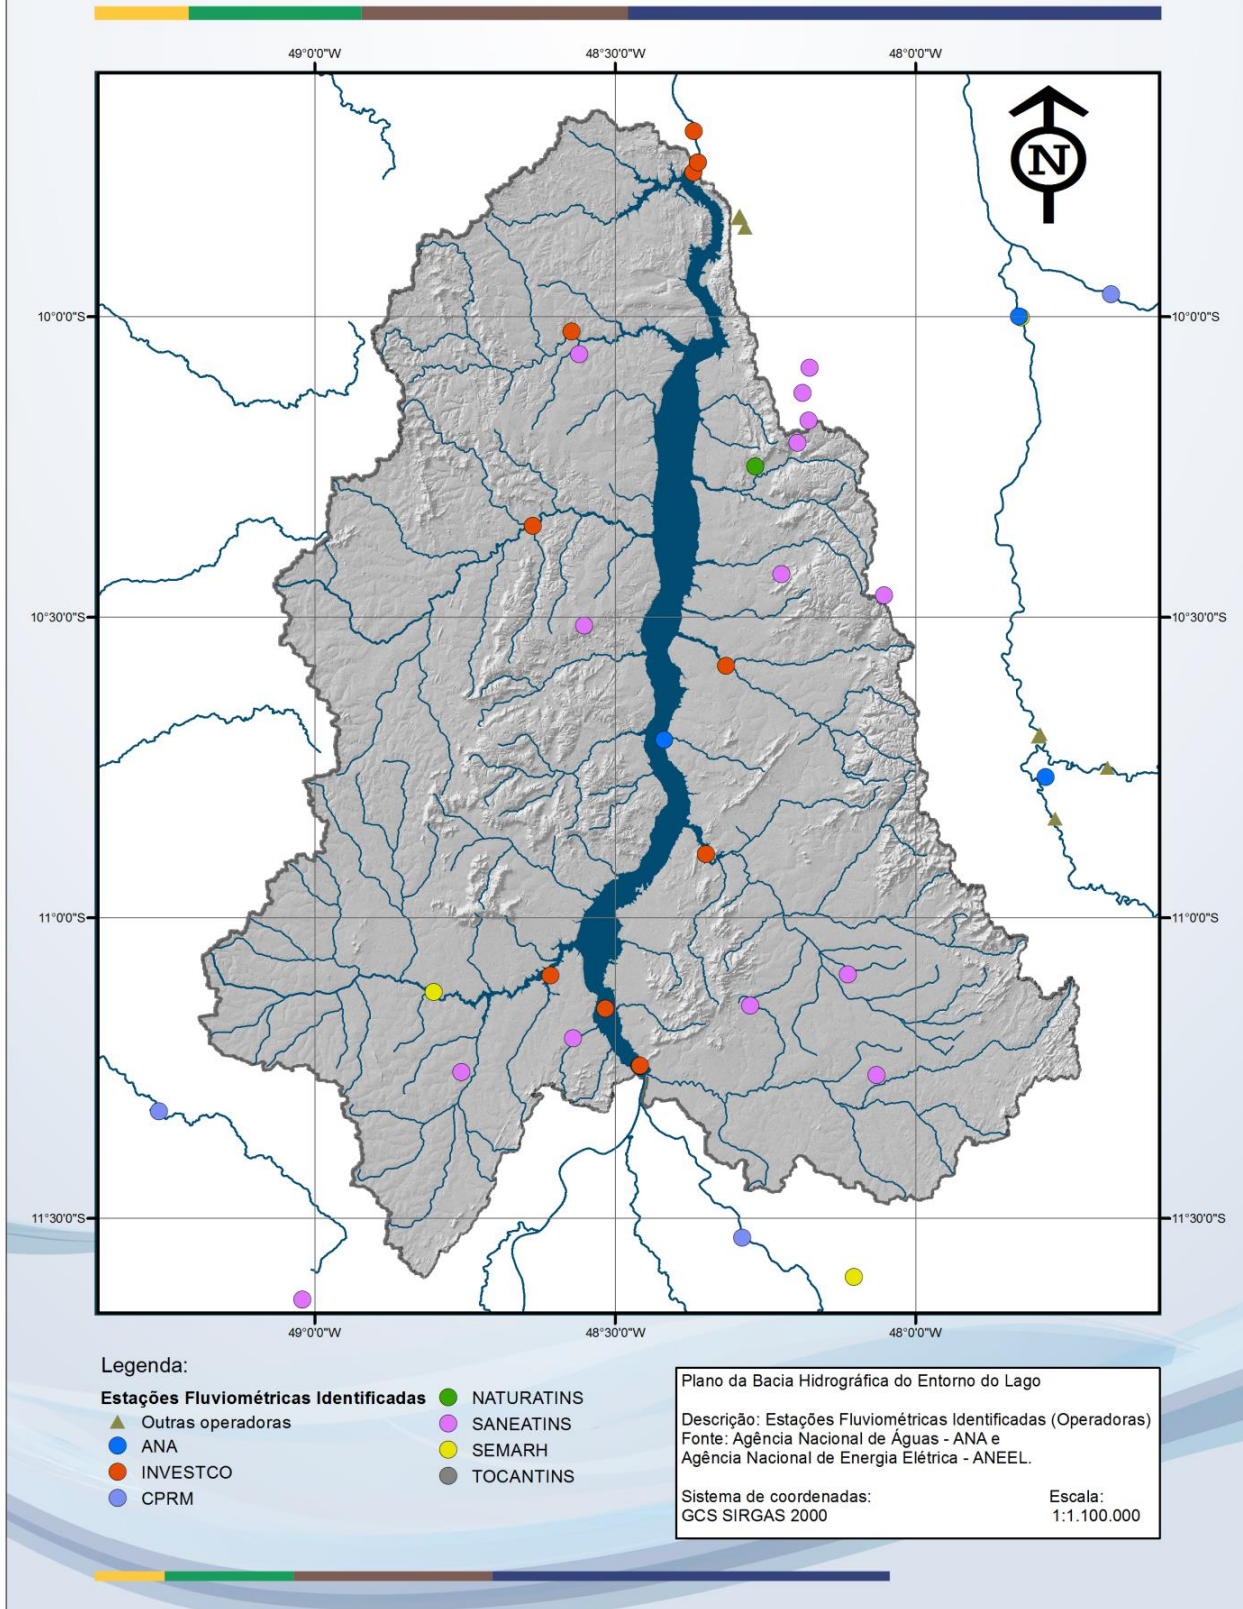 49°0'0"W 48°30'0"W 48°0'0"W
N
10°0'0"S 10°0'0"S
10°30'0"S 10°30'0"S
11°0'0"S 11°0'0"S
11°30'0"S 11°30'0"S
49°0'0"W 48°30'0"W 48°0'0"W
Legenda:
Estações Fluviométricas Identificadas
Outras operadoras
ANA
INVESTCO
CPRM
NATURATINS
SANEATINS
SEMARH
TOCANTINS
Plano da Bacia Hidrográfica do Entorno do Lago
Descrição: Estações Fluviométricas Identificadas (Operadoras)
Fonte: Agência Nacional de Águas - ANA e
Agência Nacional de Energia Elétrica - ANEEL.
Sistema de coordenadas: Escala:
GCS SIRGAS 2000 1:1.100.000